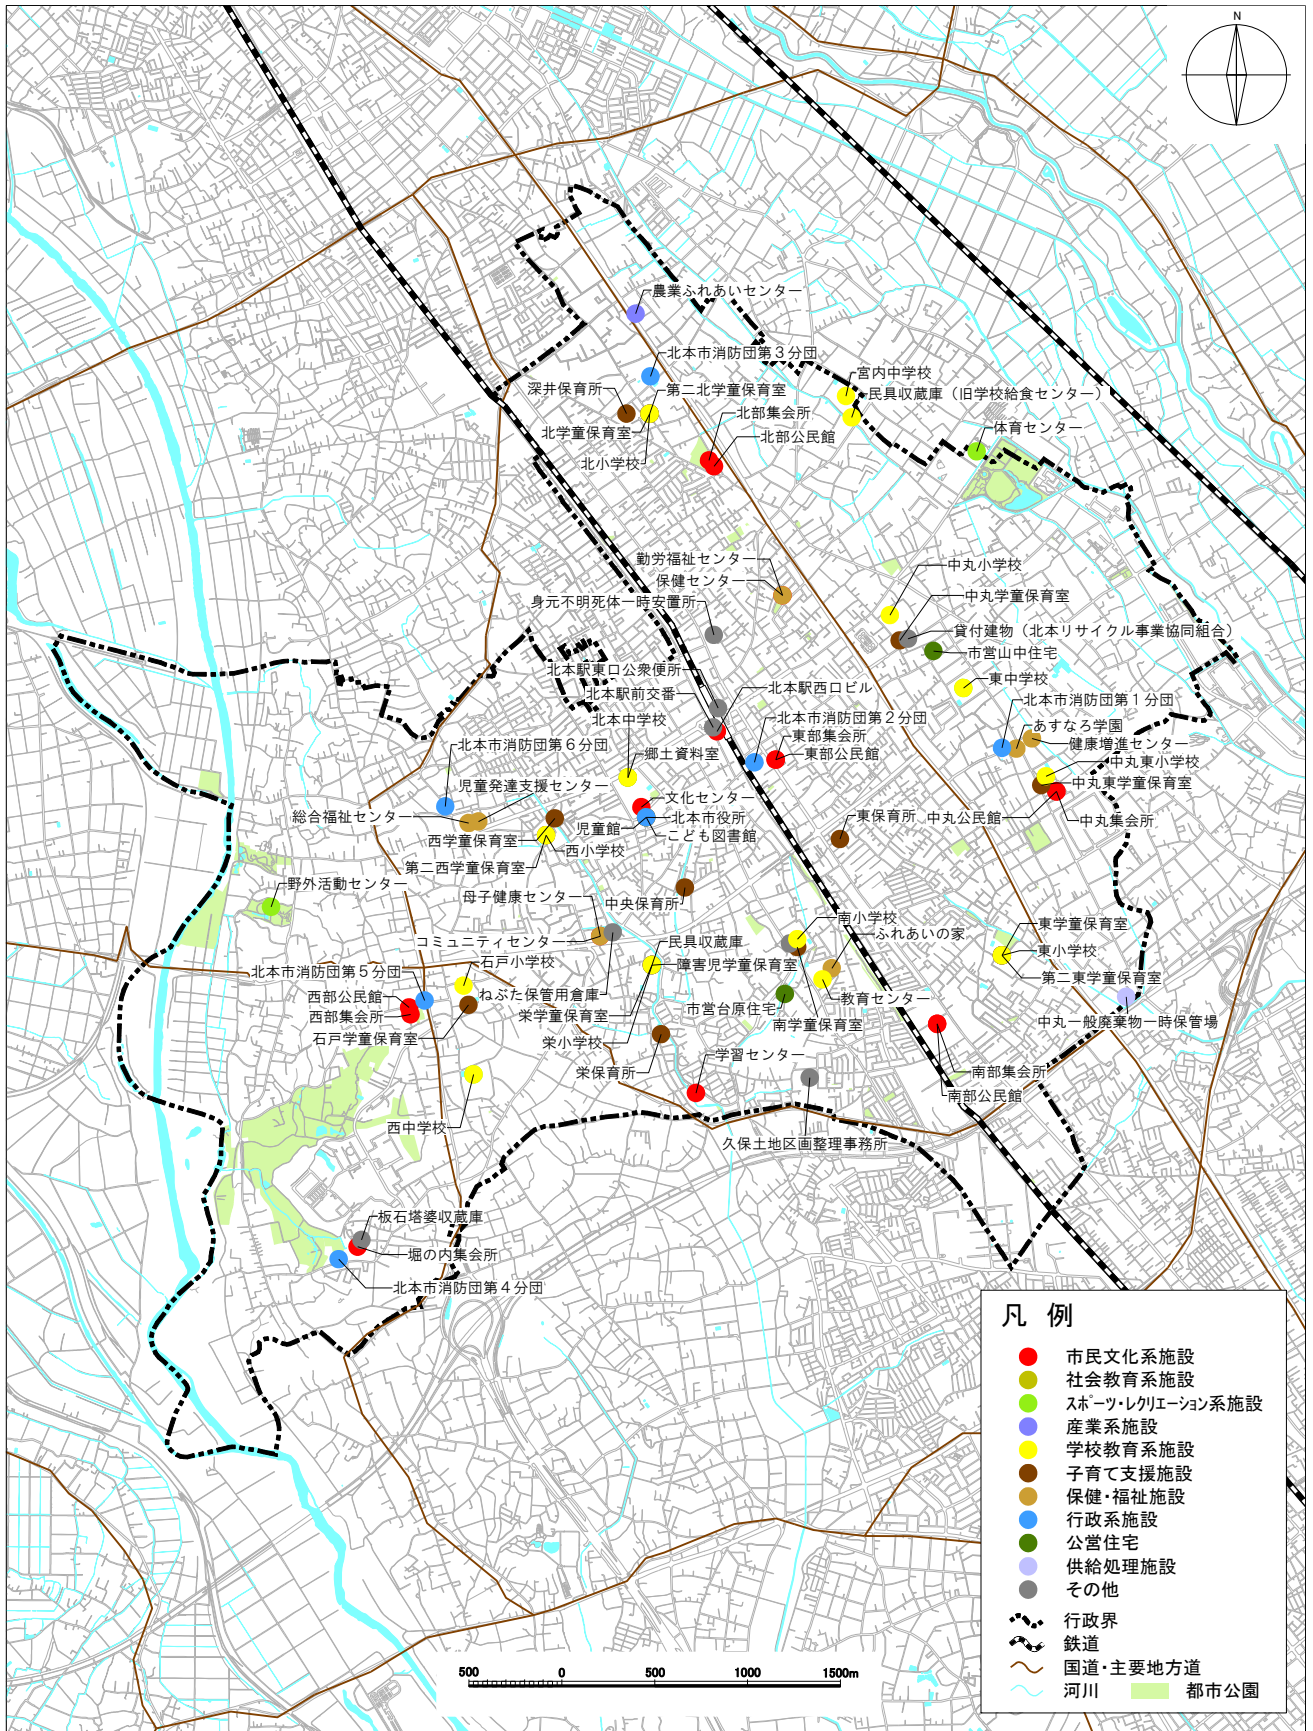 N
農業ふれあいセンター
北本市消防団第３分団
宮内中学校
深井保育所
第二北学童保育室
民具収蔵庫（旧学校給食センター）
北学童保育室
北部集会所
体育センター
北小学校
北部公民館
勤労福祉センター
中丸小学校
保健センター
中丸学童保育室
身元不明死体一時安置所
貸付建物（北本リサイクル事業協同組合）
市営山中住宅
北本駅東口公衆便所
東中学校
北本駅前交番
北本駅西口ビル
北本市消防団第１分団
北本中学校
北本市消防団第２分団
あすなろ学園
東部集会所
健康増進センター
北本市消防団第６分団
郷土資料室
東部公民館
中丸東小学校
児童発達支援センター
中丸東学童保育室
総合福祉センター
文化センター
児童館
北本市役所
東保育所
中丸公民館
中丸集会所
西学童保育室
西小学校
こども図書館
第二西学童保育室
野外活動センター
母子健康センター
中央保育所
南小学校
東学童保育室
コミュニティセンター
民具収蔵庫
ふれあいの家
東小学校
石戸小学校
障害児学童保育室
北本市消防団第５分団
第二東学童保育室
西部公民館
ねぷた保管用倉庫
教育センター
西部集会所
栄学童保育室
市営台原住宅
中丸一般廃棄物一時保管場
石戸学童保育室
栄小学校
南学童保育室
栄保育所
学習センター
南部集会所
南部公民館
西中学校
久保土地区画整理事務所
板石塔婆収蔵庫
堀の内集会所
北本市消防団第４分団
凡 例
市民文化系施設
社会教育系施設
スポーツ・レクリエーション系施設
産業系施設
学校教育系施設
子育て支援施設
保健・福祉施設
行政系施設
公営住宅
供給処理施設
その他
行政界
鉄道
国道・主要地方道
河川 都市公園
500 0 500 1000 1500m